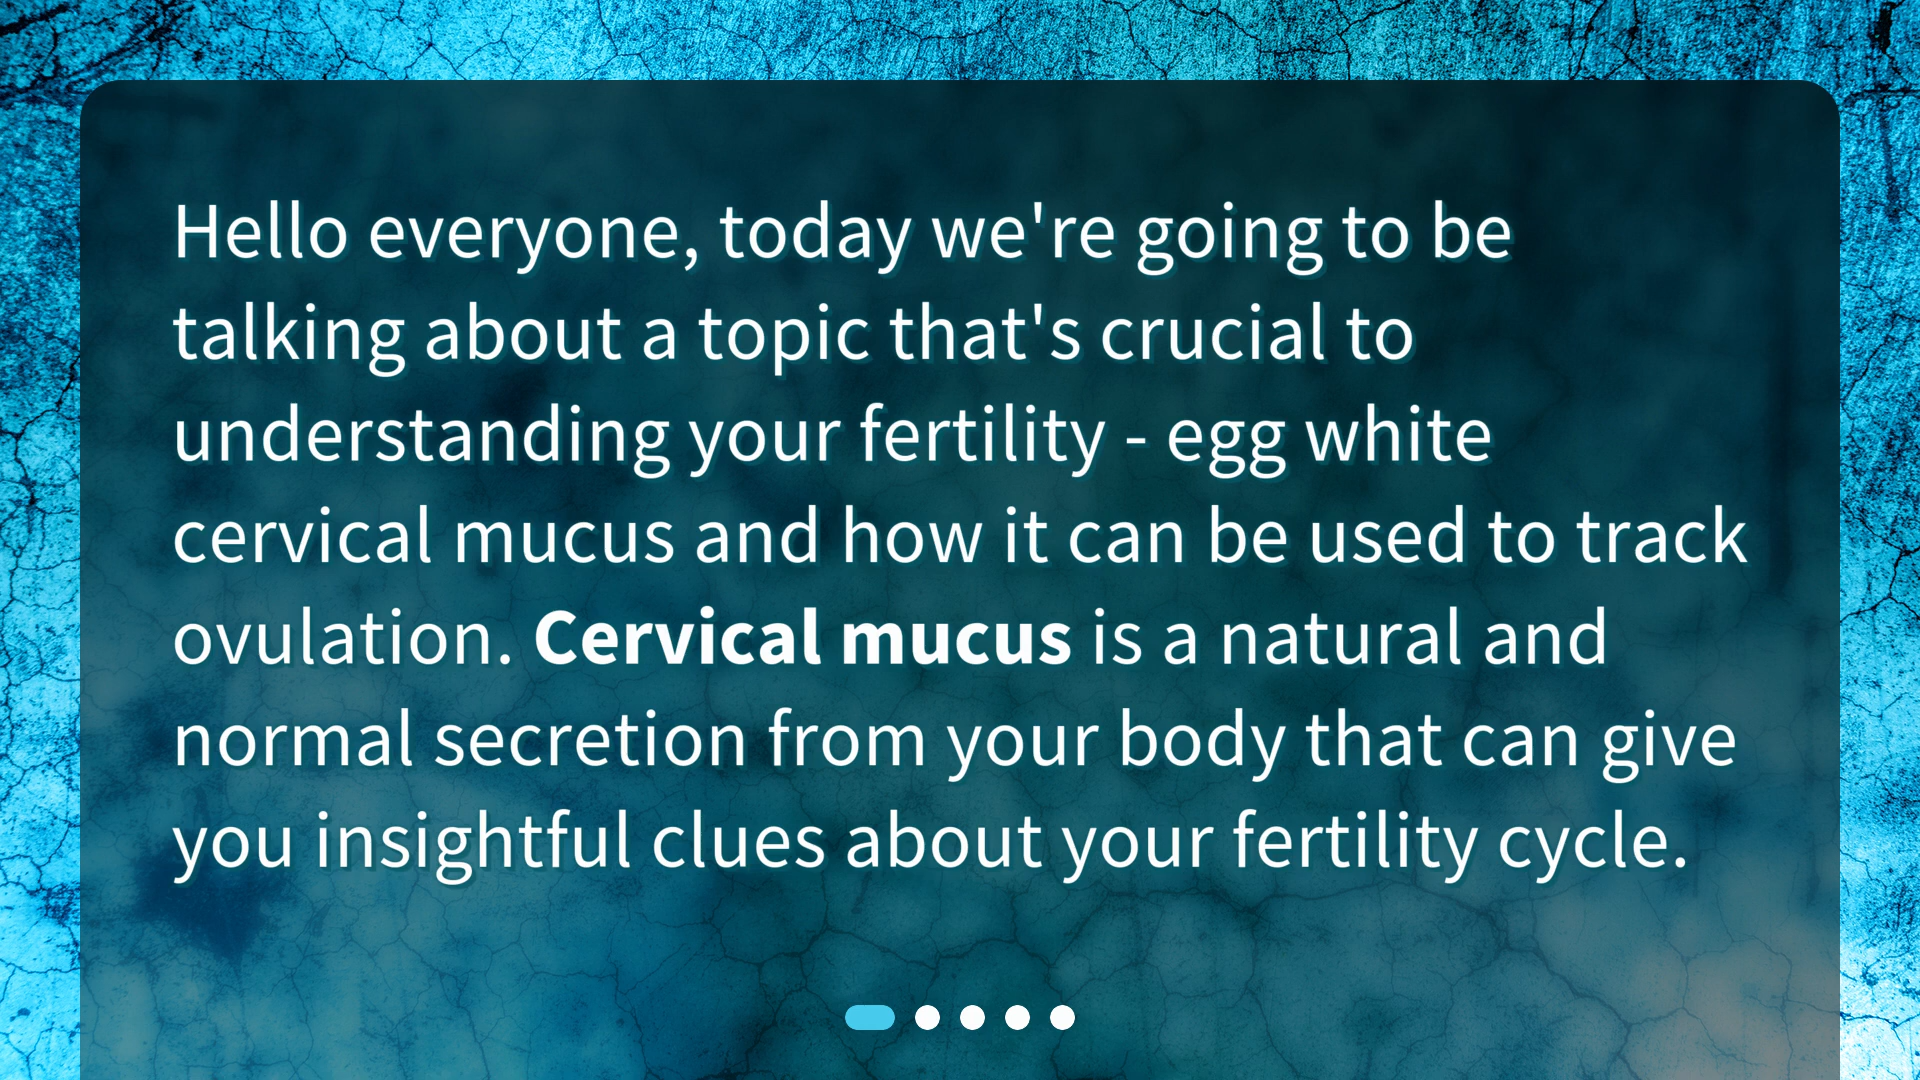 Hello everyone, today we're going to be
talking about a topic that's crucial to
understanding your fertility - egg white
cervical mucus and how it can be used to track
ovulation. Cervical mucus is a natural and
normal secretion from your body that can give
you insightful clues about your fertility cycle.